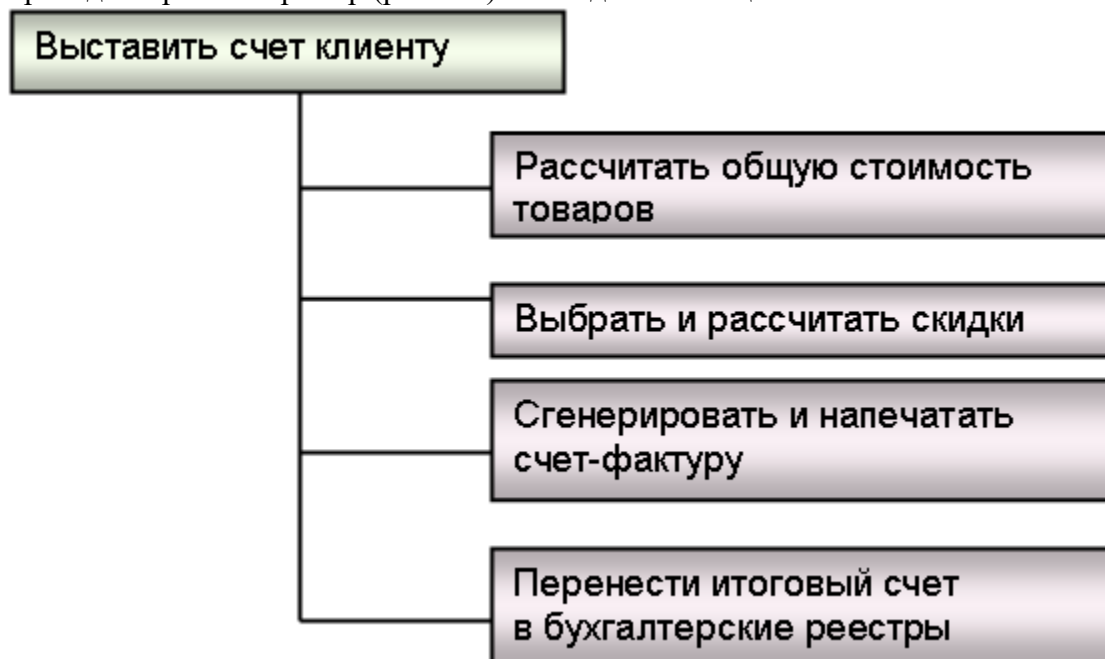 Выставить счет клиенту
Рассчитать общую стоимость
товаров
Выбрать и рассчитать скидки
Сгенерировать и напечатать
счет-фактуру
Перенести итоговый счет
в бухгалтерские реестры